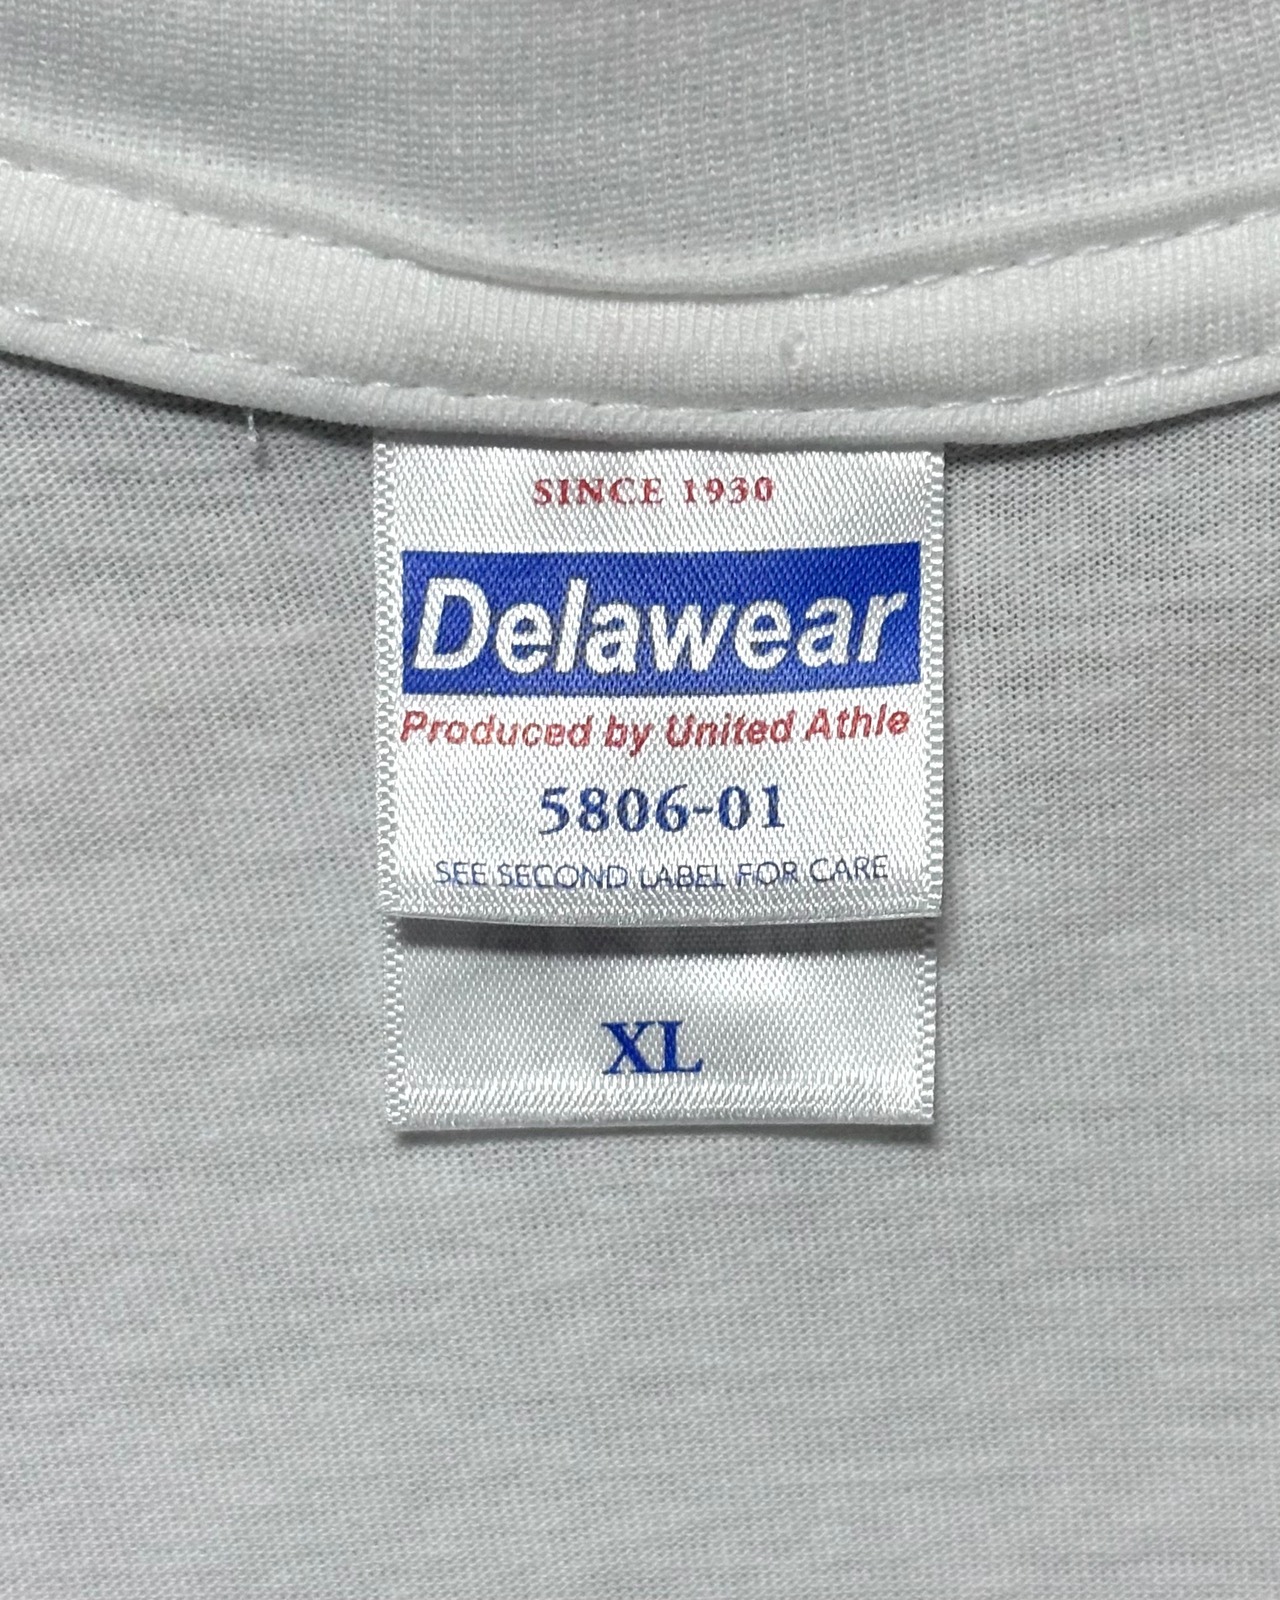 SINCE 1930
Delawear
Produced by United Athle
5806-01
SEE SECOND LABEL FOR CARE
XL